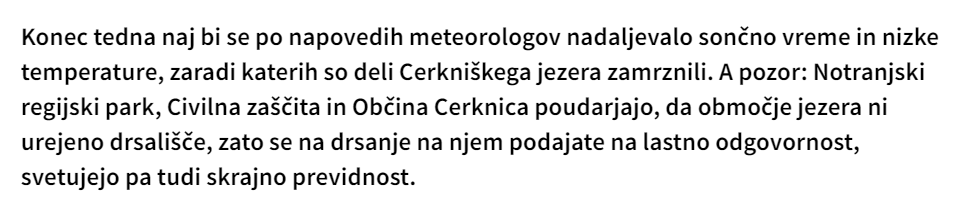 Konec tedna naj bi se po napovedih meteorologov nadaljevalo sončno vreme in nizke
temperature, zaradi katerih so deli Cerkniškega jezera zamrznili. A pozor: Notranjski
regijski park, Civilna zaščita in Občina Cerknica poudarjajo, da območje jezera ni
urejeno drsališče, zato se na drsanje na njem podajate na lastno odgovornost,
svetujejo pa tudi skrajno previdnost.